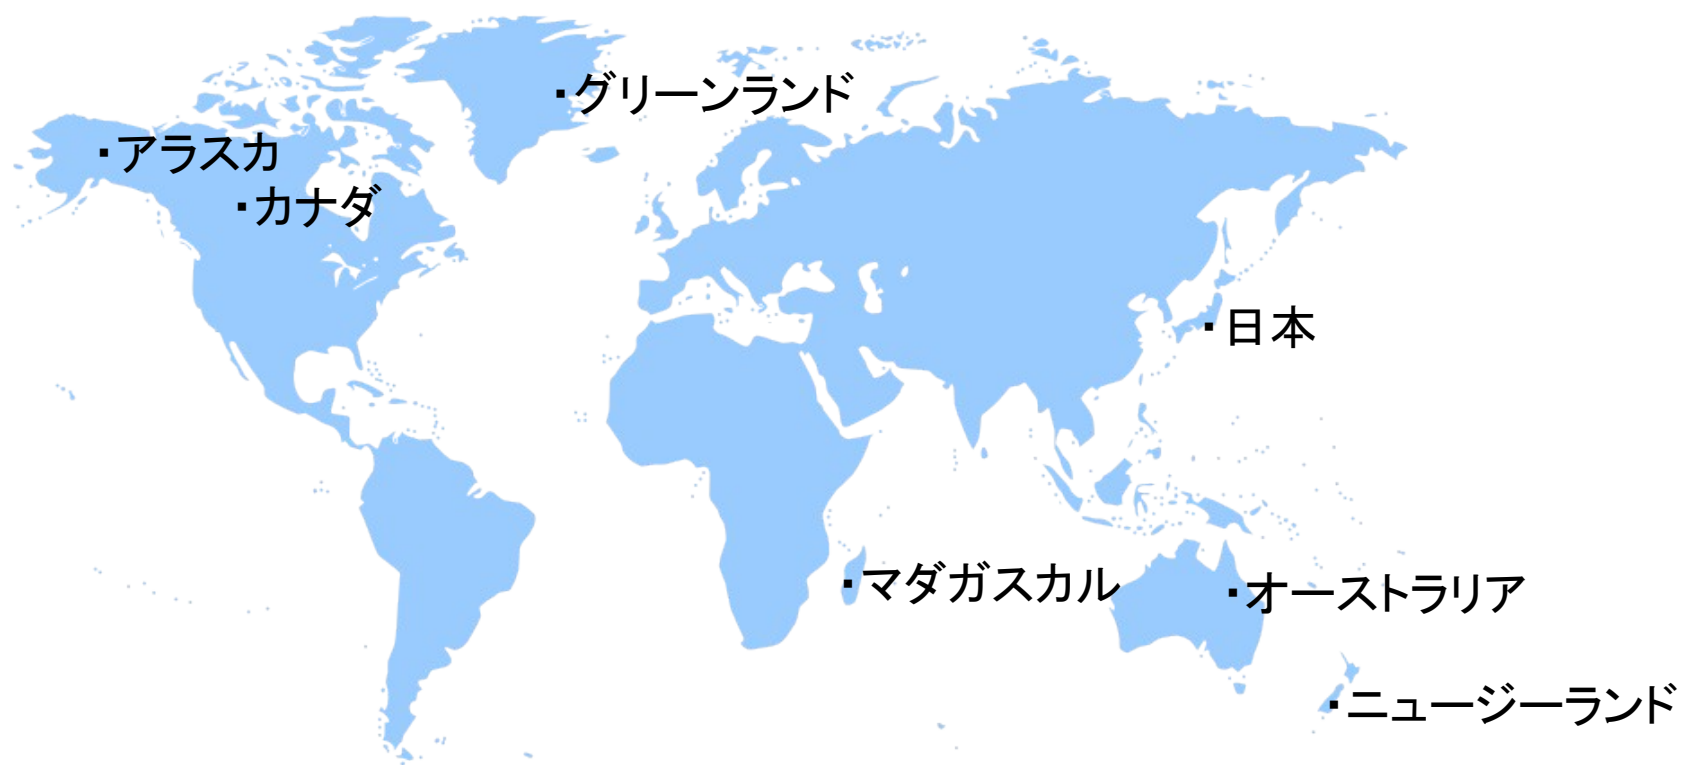 ・グリーンランド
・アラスカ
・カナダ
・日本
・マダガスカル
・オーストラリア
・ニュージーランド